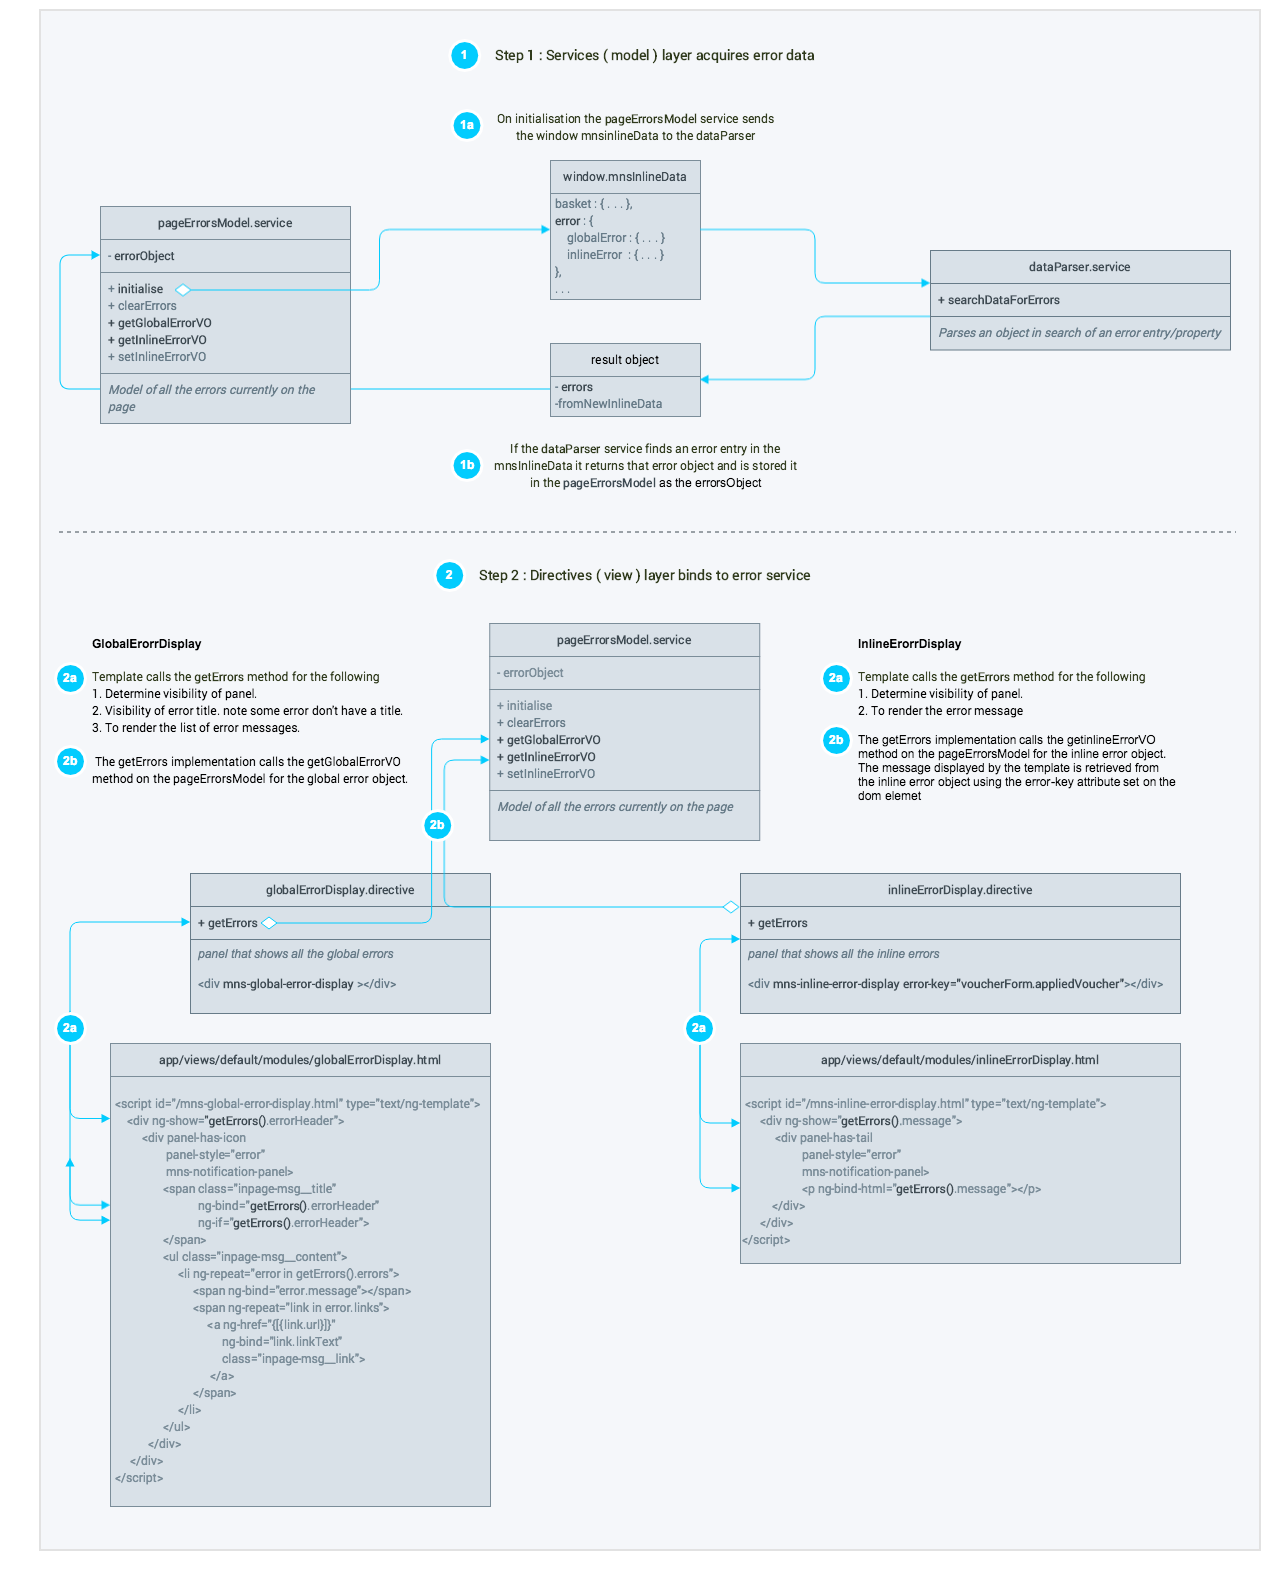 1 Step 1 : Services ( model ) layer acquires error data
1a On initialisation the pageErrorsModel service sends
the window mnsinlineData to the dataParser
window.mnsInlineData
basket : { . . . },
error : {
globalError : { . . . }
inlineError : { . . . }
},
. . .
pageErrorsModel.service
- errorObject
+ initialise
+ clearErrors
+ getGlobalErrorVO
+ getInlineErrorVO
+ setInlineErrorVO
Model of all the errors currently on the
page
dataParser.service
+ searchDataForErrors
Parses an object in search of an error entry/property
result object
- errors
-fromNewInlineData
1b If the dataParser service finds an error entry in the
mnsInlineData it returns that error object and is stored it
in the pageErrorsModel as the errorsObject
2 Step 2 : Directives ( view ) layer binds to error service
GlobalErorrDisplay
2a Template calls the getErrors method for the following
1. Determine visibility of panel.
2. Visibility of error title. note some error don't have a title.
3. To render the list of error messages.
2b The getErrors implementation calls the getGlobalErrorVO
method on the pageErrorsModel for the global error object.
pageErrorsModel.service
- errorObject
+ initialise
+ clearErrors
+ getGlobalErrorVO
+ getInlineErrorVO
+ setInlineErrorVO
Model of all the errors currently on the page
InlineErorrDisplay
2a Template calls the getErrors method for the following
1. Determine visibility of panel.
2. To render the error message
2b The getErrors implementation calls the getinlineErrorVO
method on the pageErrorsModel for the inline error object.
The message displayed by the template is retrieved from
the inline error object using the error-key attribute set on the
dom elemet
2b
globalErrorDisplay.directive
+ getErrors
panel that shows all the global errors
<div mns-global-error-display ></div>
inlineErrorDisplay.directive
+ getErrors
panel that shows all the inline errors
<div mns-inline-error-display error-key="voucherForm.appliedVoucher"></div>
2a
2a
app/views/default/modules/globalErrorDisplay.html
<script id="/mns-global-error-display.html" type="text/ng-template">
<div ng-show="getErrors().errorHeader">
<div panel-has-icon
panel-style="error"
mns-notification-panel>
<span class="inpage-msg__title"
ng-bind="getErrors().errorHeader"
ng-if="getErrors().errorHeader">
</span>
<ul class="inpage-msg__content">
<li ng-repeat="error in getErrors().errors">
<span ng-bind="error.message"></span>
<span ng-repeat="link in error.links">
<a ng-href="{[{link.url}]}"
ng-bind="link.linkText"
class="inpage-msg__link">
</a>
</span>
</li>
</ul>
</div>
</div>
</script>
app/views/default/modules/inlineErrorDisplay.html
<script id="/mns-inline-error-display.html" type="text/ng-template">
<div ng-show="getErrors().message">
<div panel-has-tail
panel-style="error"
mns-notification-panel>
<p ng-bind-html="getErrors().message"></p>
</div>
</div>
</script>